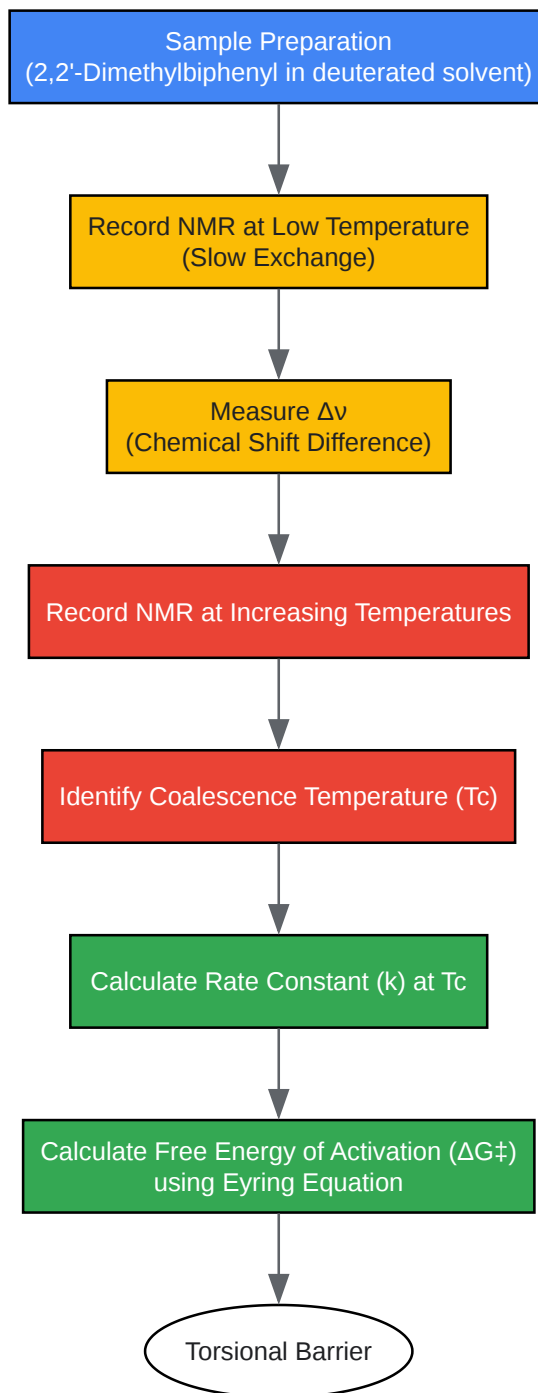 Sample Preparation
(2,2'-Dimethylbiphenyl in deuterated solvent)
Record NMR at Low Temperature
(Slow Exchange)
Measure Δν
(Chemical Shift Difference)
Record NMR at Increasing Temperatures
Identify Coalescence Temperature (Tc)
Calculate Rate Constant (k) at Tc
Calculate Free Energy of Activation (ΔG‡)
using Eyring Equation
Torsional Barrier